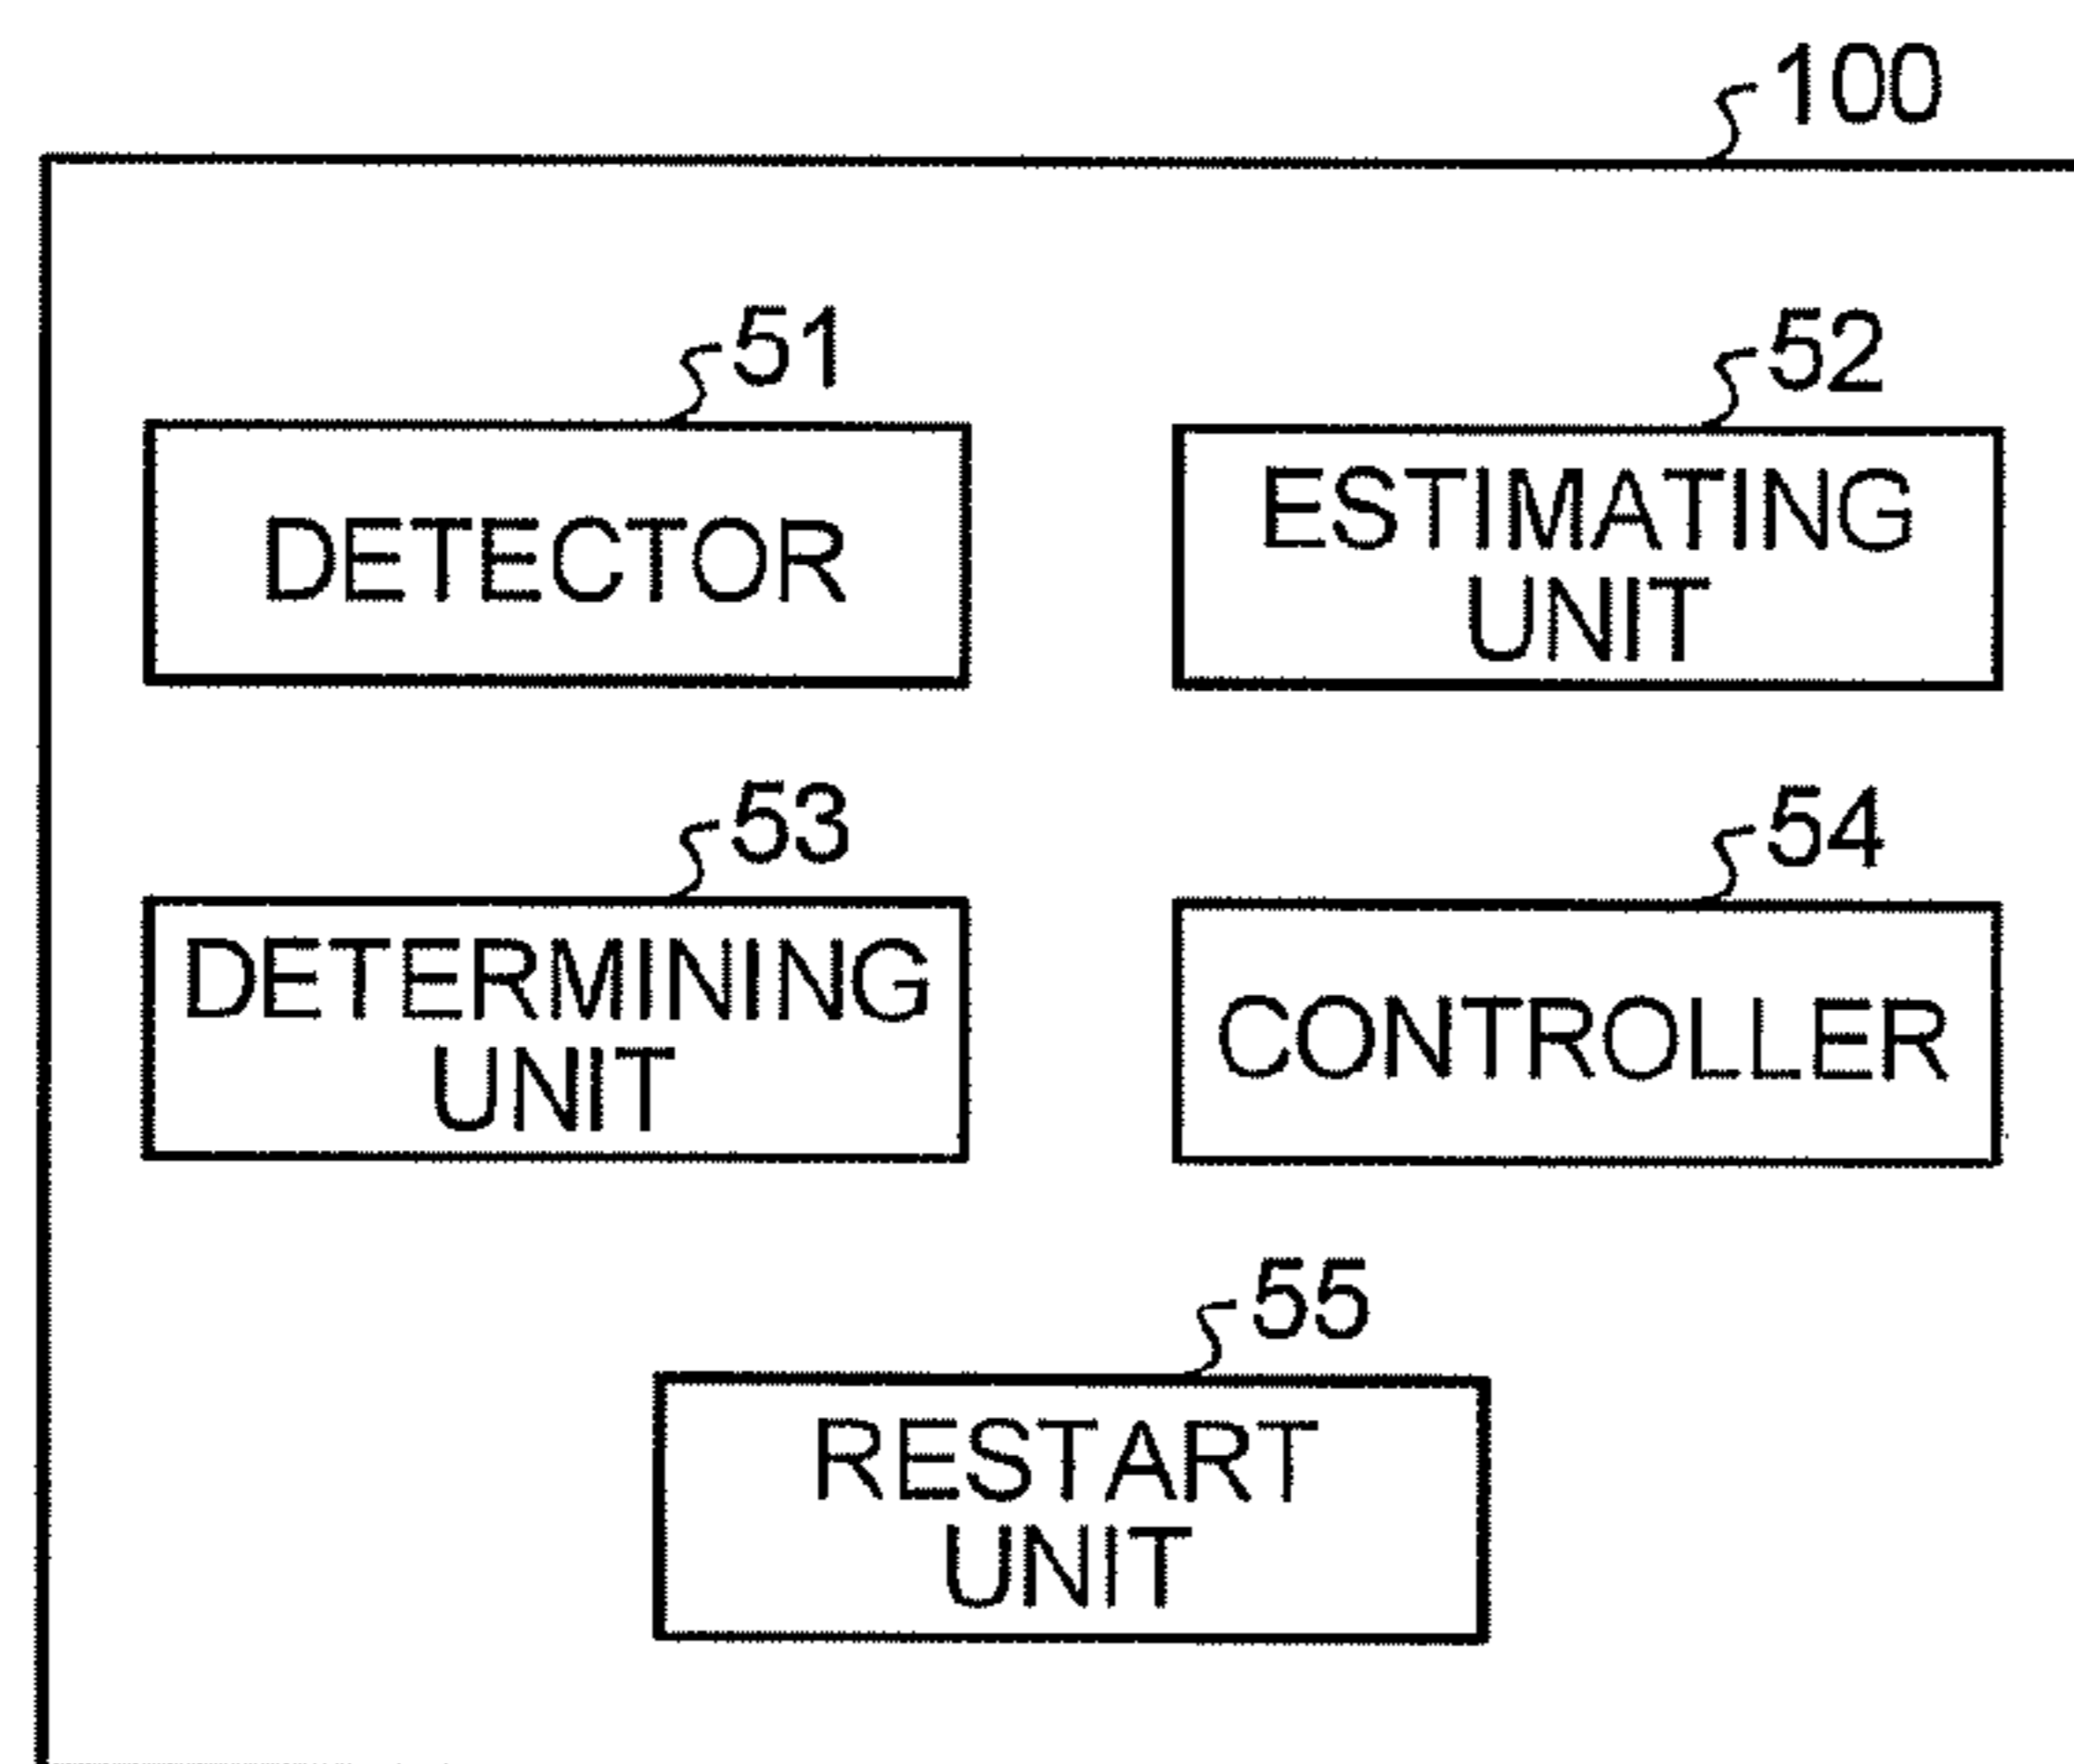 100
51
52
DETECTOR
ESTIMATING
UNIT
53
54
DETERMINING
UNIT
CONTROLLER
55
RESTART
UNIT